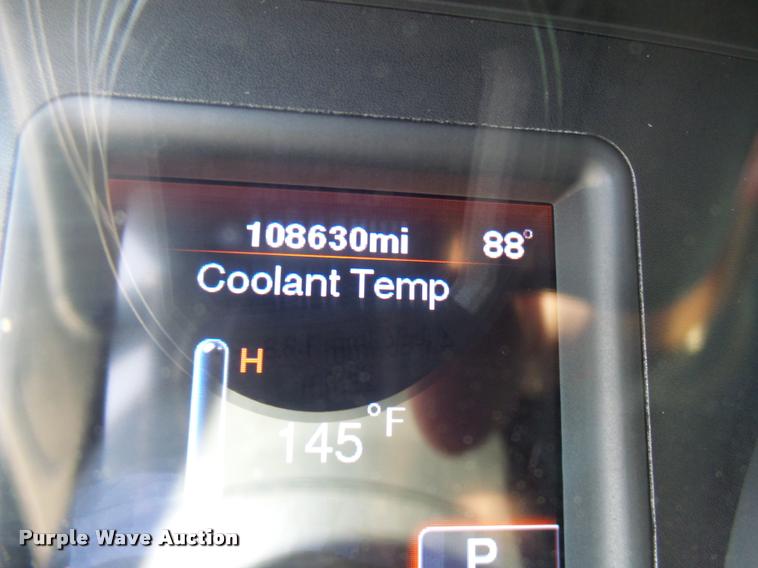 108630mi 88°
Coolant Temp
H
145°F
P
Purple Wave Auction